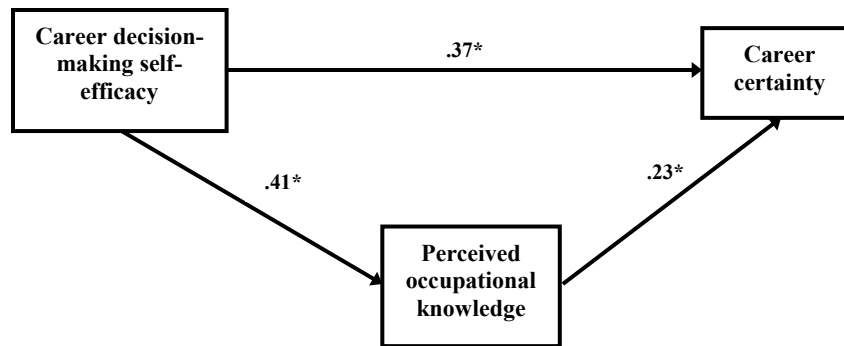 Career decision-
making self-
efficacy
.37*
Career
certainty
.41*
.23*
Perceived
occupational
knowledge